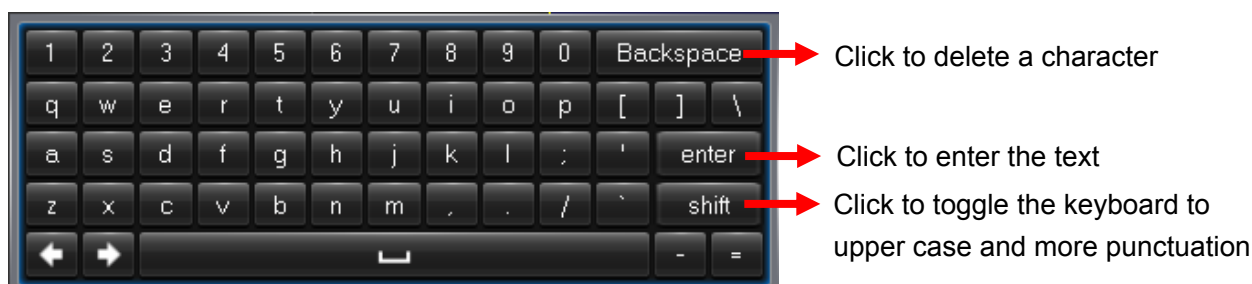 1 2 3 4 5 6 7 8 9 0 Backspace Click to delete a character
q w e r t y u i o p [ ] \
a s d f g h j k l ; ' enter Click to enter the text
z x c v b n m , . / ` shift Click to toggle the keyboard to
- = upper case and more punctuation